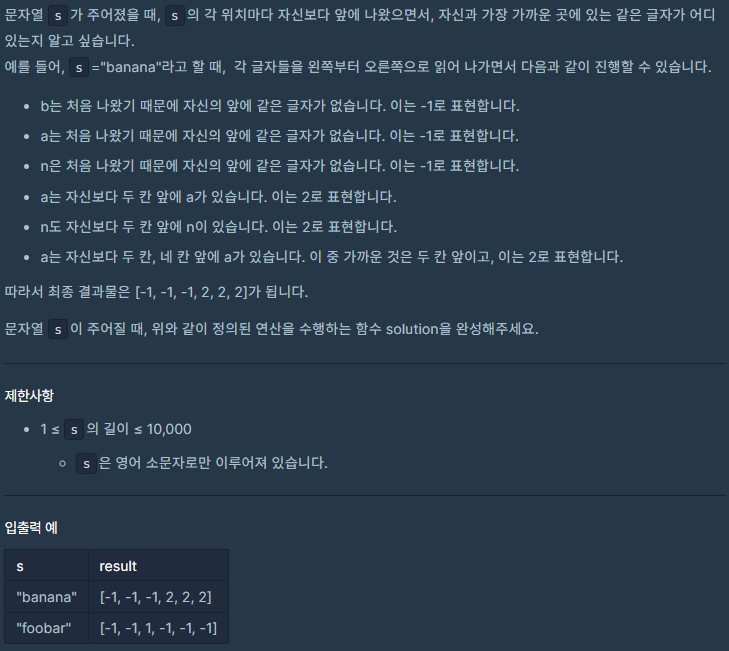 문자열 s가 주어졌을 때, s의 각 위치마다 자신보다 앞에 나왔으면서, 자신과 가장 가까운 곳에 있는 같은 글자가 어디
있는지 알고 싶습니다.
예를 들어, s="banana"라고 할 때, 각 글자들을 왼쪽부터 오른쪽으로 읽어 나가면서 다음과 같이 진행할 수 있습니다.
• b는 처음 나왔기 때문에 자신의 앞에 같은 글자가 없습니다. 이는 -1로 표현합니다.
• a는 처음 나왔기 때문에 자신의 앞에 같은 글자가 없습니다. 이는 -1로 표현합니다.
• n은 처음 나왔기 때문에 자신의 앞에 같은 글자가 없습니다. 이는 -1로 표현합니다.
• a는 자신보다 두 칸 앞에 a가 있습니다. 이는 2로 표현합니다.
• n도 자신보다 두 칸 앞에 n이 있습니다. 이는 2로 표현합니다.
• a는 자신보다 두 칸, 네 칸 앞에 a가 있습니다. 이 중 가까운 것은 두 칸 앞이고, 이는 2로 표현합니다.
따라서 최종 결과물은 [-1, -1, -1, 2, 2, 2]가 됩니다.
문자열 s이 주어질 때, 위와 같이 정의된 연산을 수행하는 함수 solution을 완성해주세요.
제한사항
• 1 ≤ s의 길이 ≤ 10,000
◦ s은 영어 소문자로만 이루어져 있습니다.
입출력 예
s result
"banana" [-1, -1, -1, 2, 2, 2]
"foobar" [-1, -1, 1, -1, -1, -1]